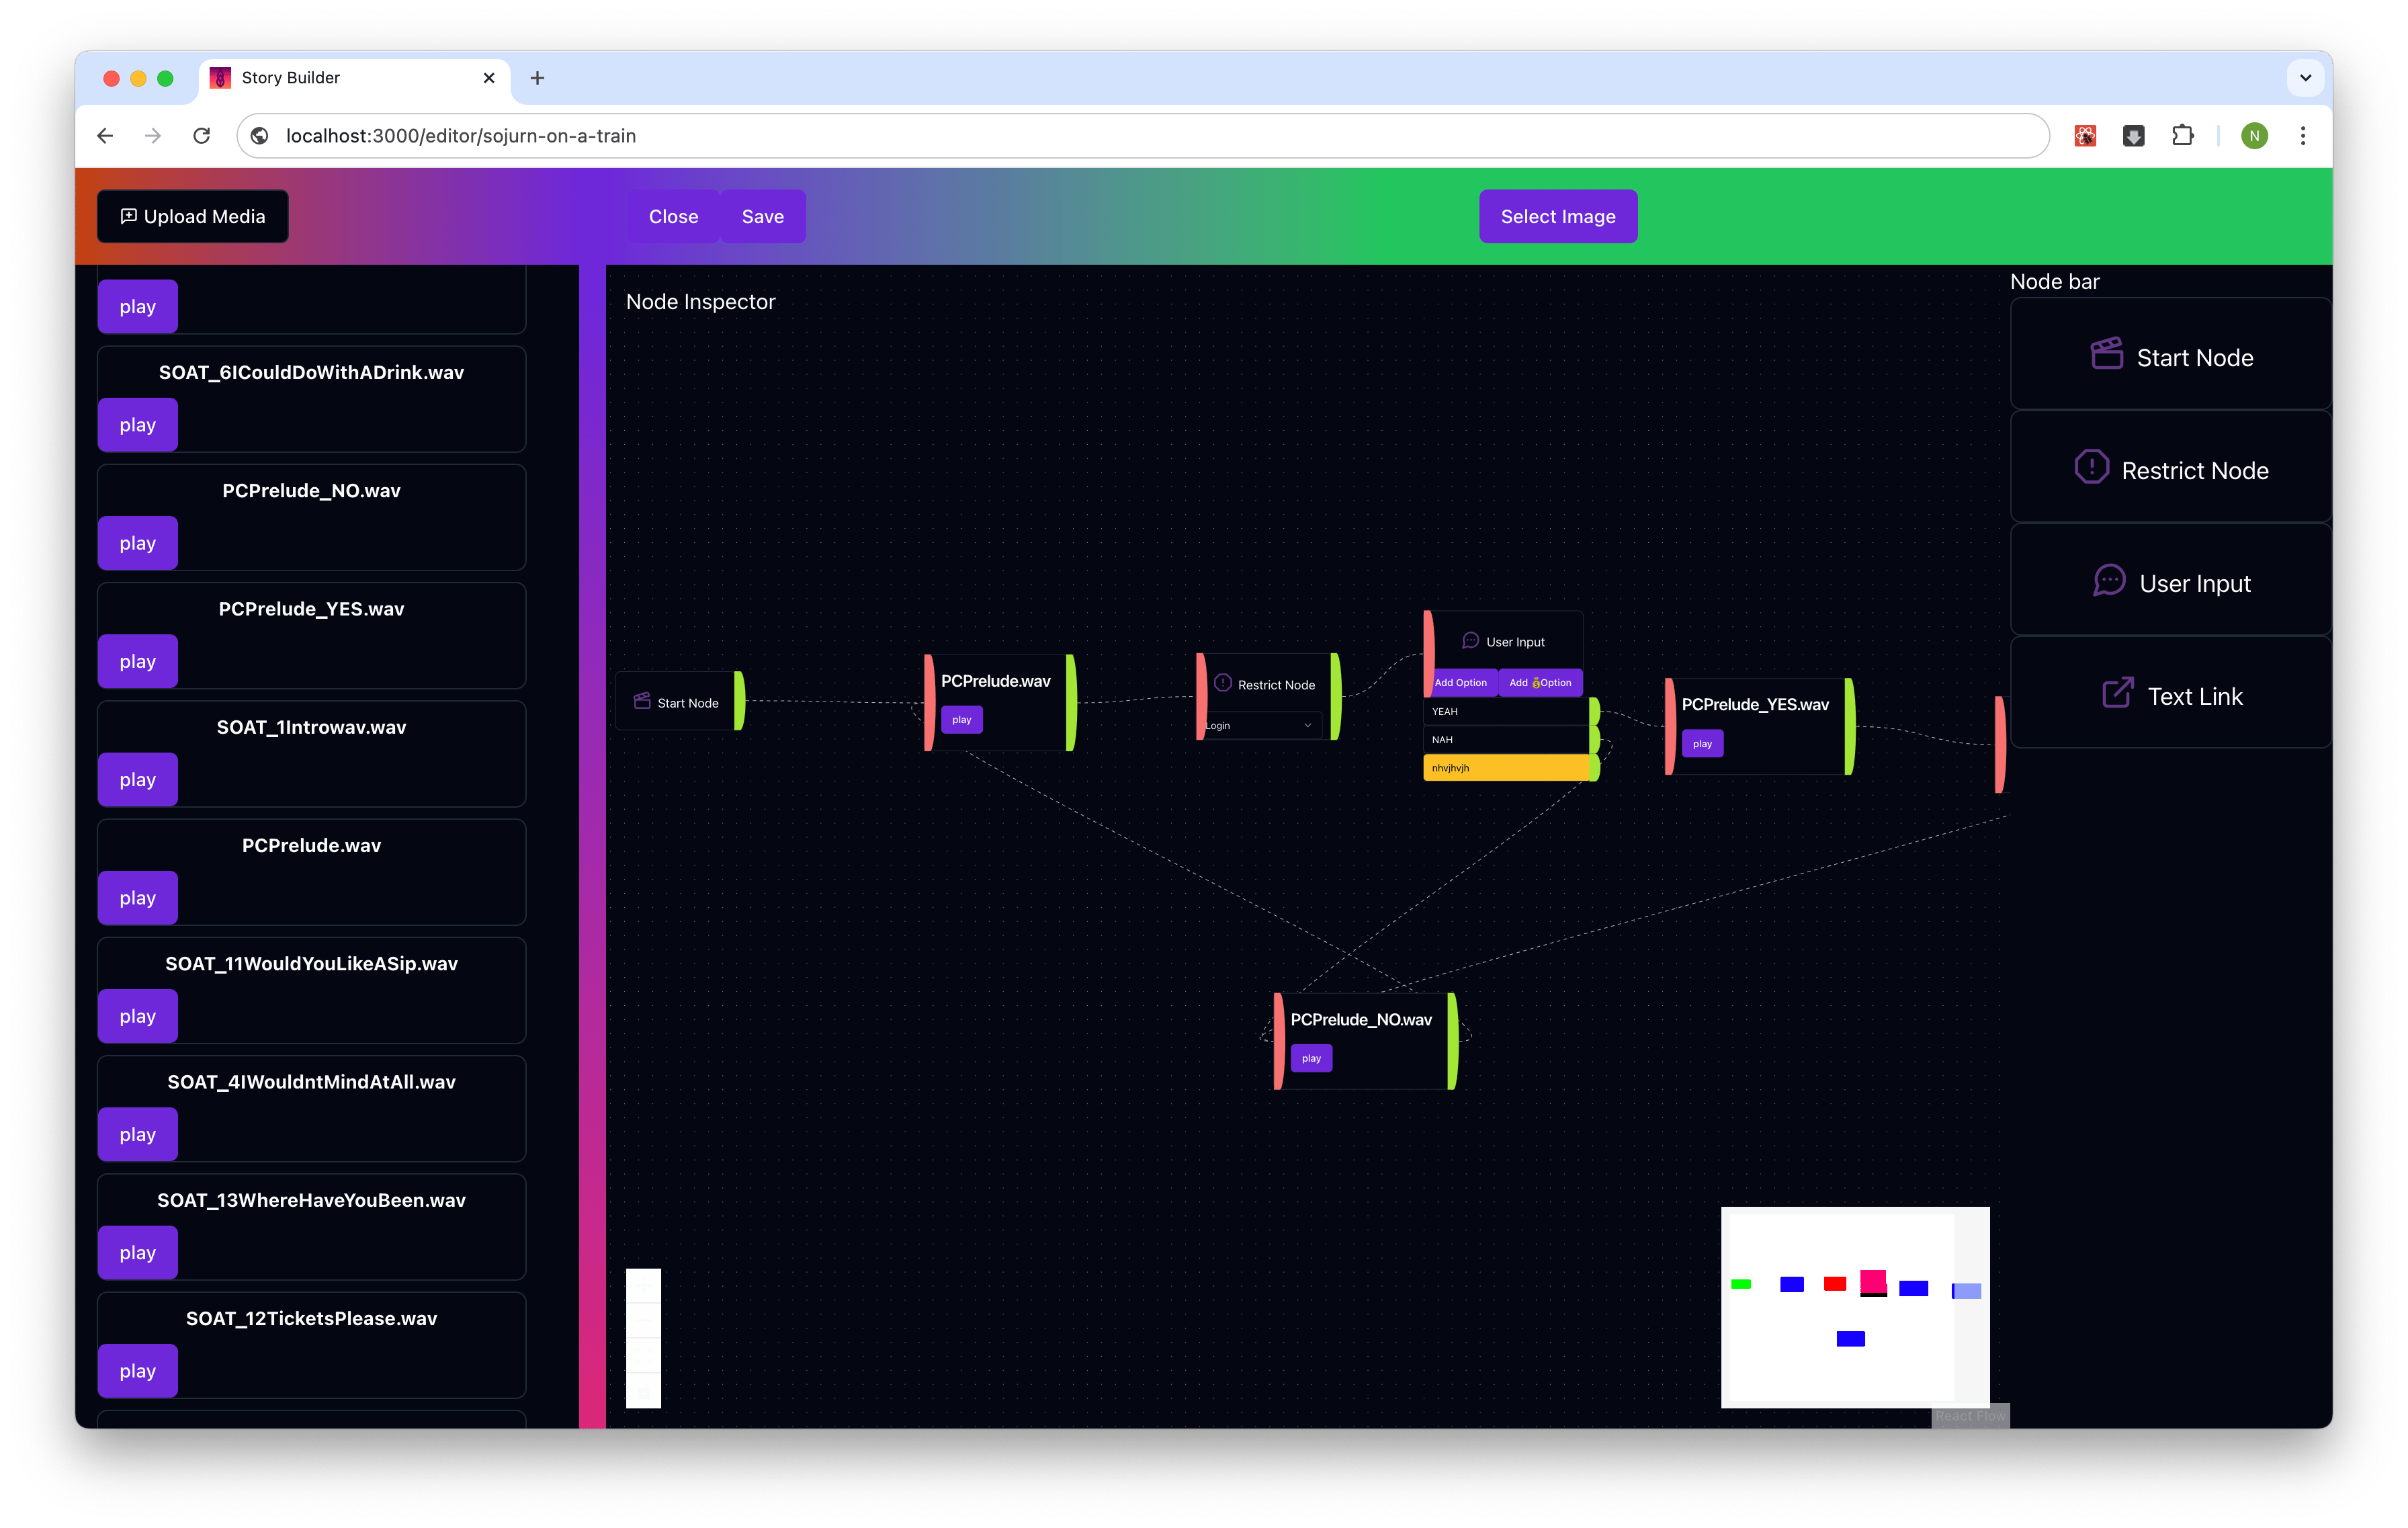 Story Builder
localhost:3000/editor/sojurn-on-a-train
N
Upload Media
Close
Save
Select Image
play
SOAT_6ICouldDoWithADrink.wav
play
PCPrelude_NO.wav
play
PCPrelude_YES.wav
play
SOAT_1Introwav.wav
play
PCPrelude.wav
play
SOAT_11WouldYouLikeASip.wav
play
SOAT_4IWouldntMindAtAll.wav
play
SOAT_13WhereHaveYouBeen.wav
play
SOAT_12TicketsPlease.wav
play
Node Inspector
Start Node
PCPrelude.wav
play
Restrict Node
Login
User Input
Add Option
Add 💰Option
YEAH
NAH
nhvjhvjh
PCPrelude_YES.wav
play
PCPrelude_NO.wav
play
React Flow
Node bar
Start Node
Restrict Node
User Input
Text Link